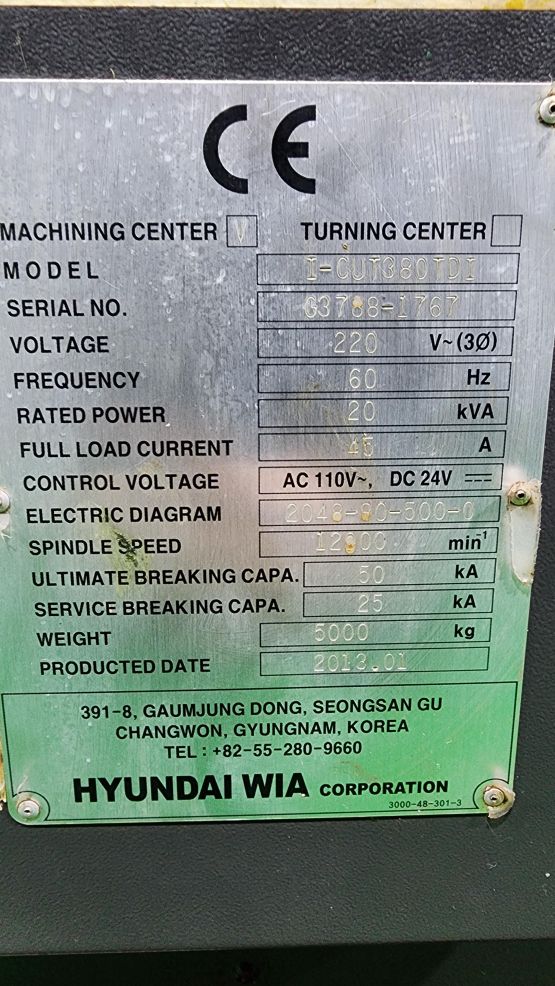 CE
MACHINING CENTER V TURNING CENTER
MODEL I-CUT380TDI
SERIAL NO. G3788-1767
VOLTAGE 220 V~(3Ø)
FREQUENCY 60 Hz
RATED POWER 20 kVA
FULL LOAD CURRENT 45 A
CONTROL VOLTAGE AC 110V~, DC 24V
ELECTRIC DIAGRAM 2048-90-500-0
SPINDLE SPEED 12000 min⁻¹
ULTIMATE BREAKING CAPA. 50 kA
SERVICE BREAKING CAPA. 25 kA
WEIGHT 5000 kg
PRODUCTED DATE 2013.01
391-8, GAUMJUNG DONG, SEONGSAN GU
CHANGWON, GYUNGNAM, KOREA
TEL : +82-55-280-9660
HYUNDAI WIA CORPORATION
3000-48-301-3